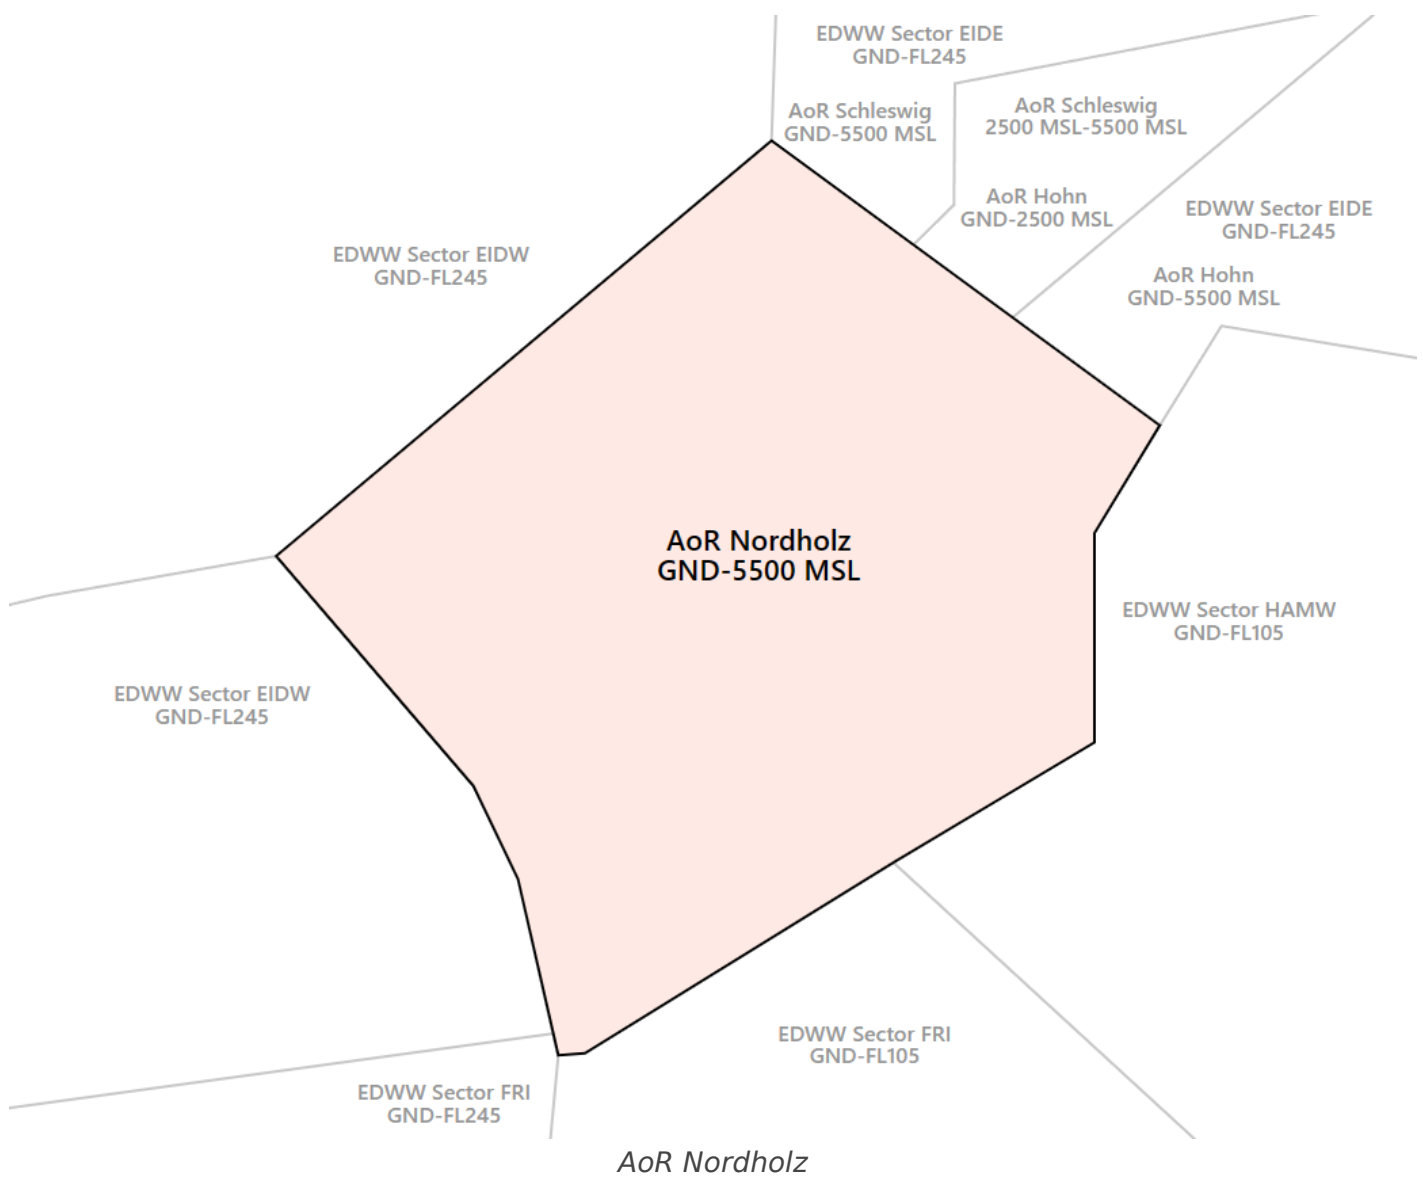 EDWW Sector EIDE
GND-FL245
AoR Schleswig
GND-5500 MSL
AoR Schleswig
2500 MSL-5500 MSL
AoR Hohn
GND-2500 MSL
EDWW Sector EIDE
GND-FL245
EDWW Sector EIDW
GND-FL245
AoR Hohn
GND-5500 MSL
AoR Nordholz
GND-5500 MSL
EDWW Sector HAMW
GND-FL105
EDWW Sector EIDW
GND-FL245
EDWW Sector FRI
GND-FL105
EDWW Sector FRI
GND-FL245
AoR Nordholz